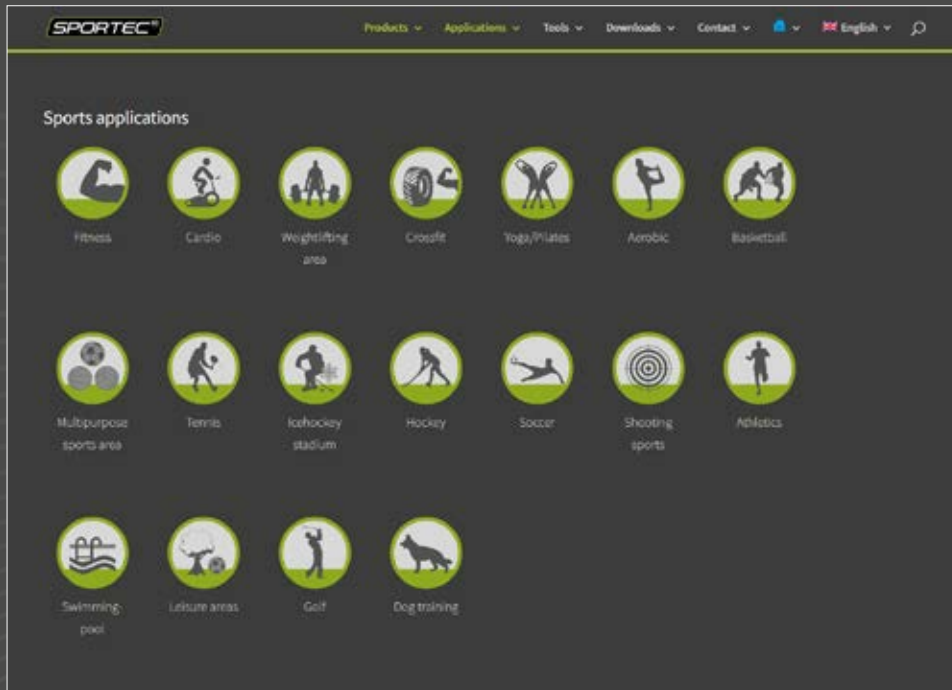 SPORTEC®
Products Applications Tools Downloads Contact English
Sports applications
Fitness Cardio Weightlifting area Crossfit Yoga/Pilates Aerobic Basketball
Multipurpose sports area Tennis Icehockey stadium Hockey Soccer Shooting sports Athletics
Swimming-pool Leisure areas Golf Dog training